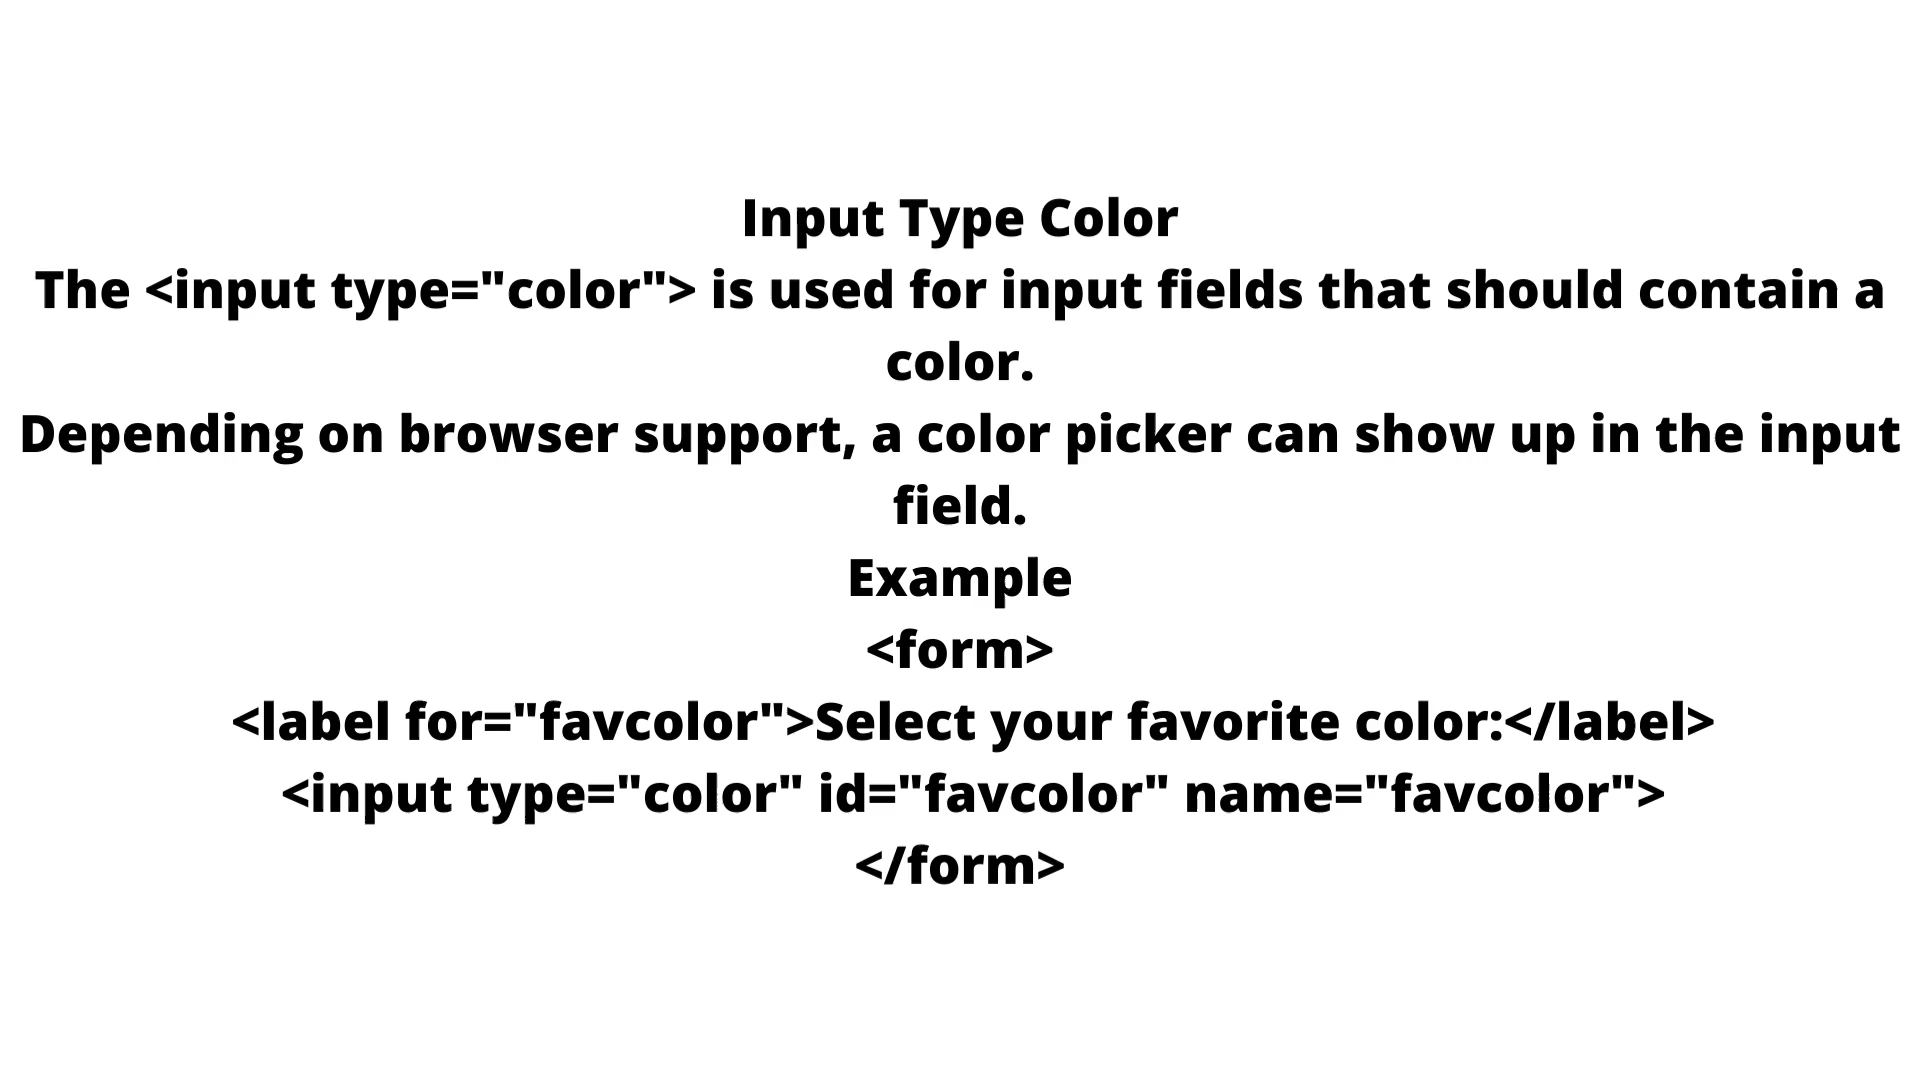 Input Type Color
The <input type="color"> is used for input fields that should contain a
color.
Depending on browser support, a color picker can show up in the input
field.
Example
<form>
<label for="favcolor">Select your favorite color:</label>
<input type="color" id="favcolor" name="favcolor">
</form>